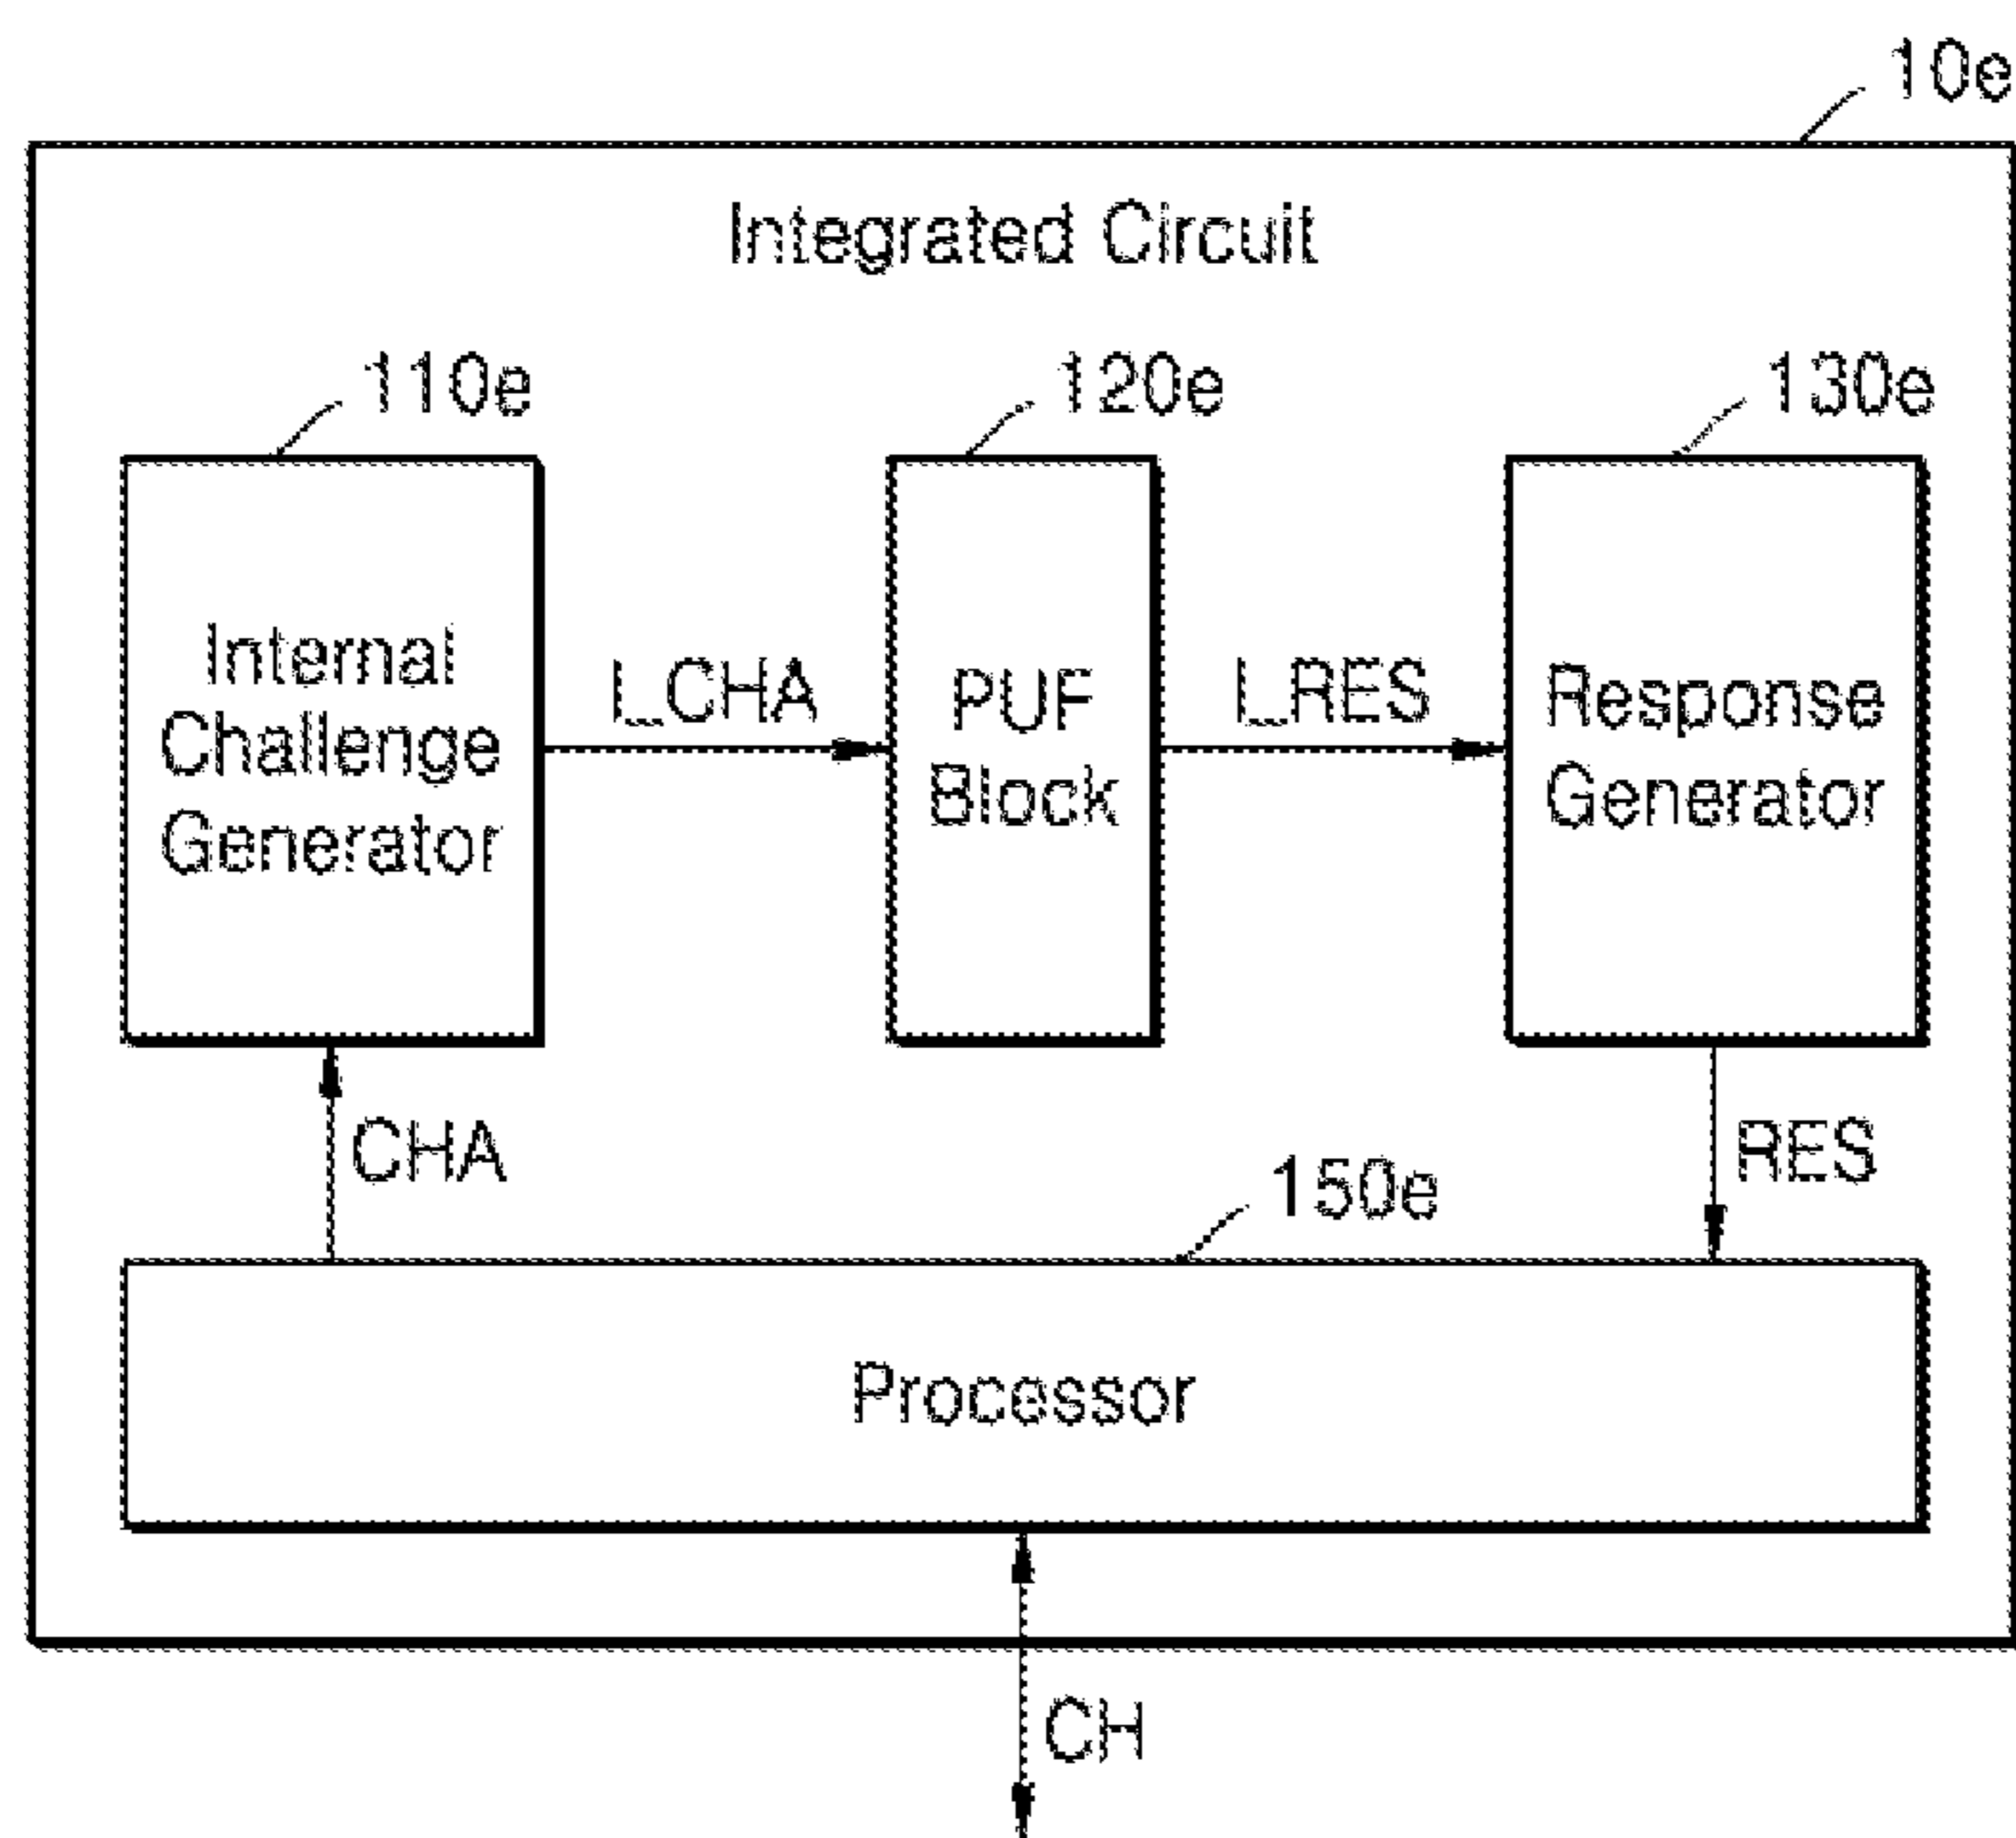 10e
Integrated Circuit
110e
120e
130e
Internal
Challenge
Generator
I_CHA
PUF
Block
I_RES
Response
Generator
CHA
RES
150e
Processor
CH